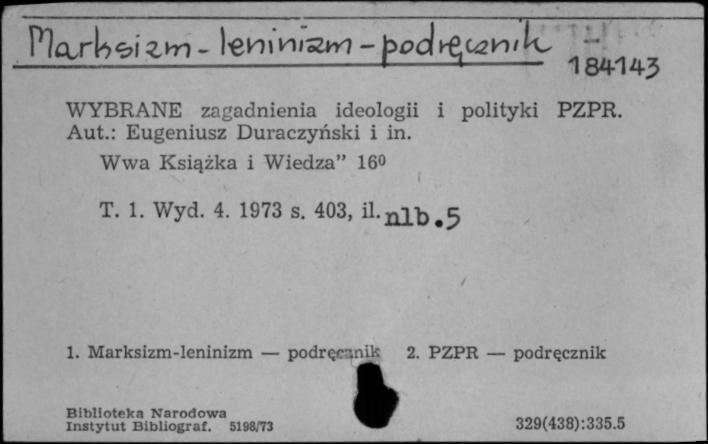 Marksizm-leninizm-podręcznik
184143
WYBRANE zagadnienia ideologii i polityki PZPR.
Aut.: Eugeniusz Duraczyński i in.
Wwa Książka i Wiedza” 16⁰
T. 1. Wyd. 4. 1973 s. 403, il. nlb.5
1. Marksizm-leninizm — podręcznik 2. PZPR — podręcznik
Biblioteka Narodowa
Instytut Bibliograf. 5198/73
329(438):335.5